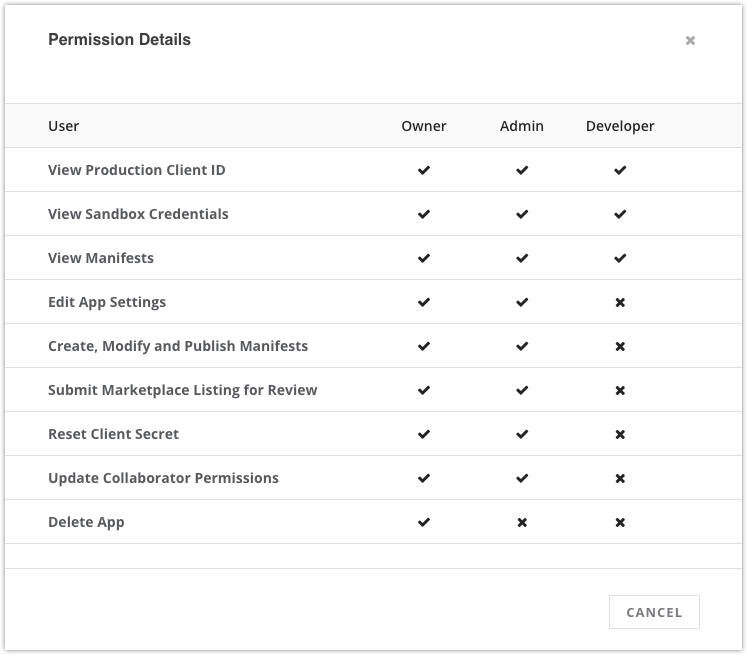 Permission Details
User Owner Admin Developer
View Production Client ID
View Sandbox Credentials
View Manifests
Edit App Settings
Create, Modify and Publish Manifests
Submit Marketplace Listing for Review
Reset Client Secret
Update Collaborator Permissions
Delete App
CANCEL